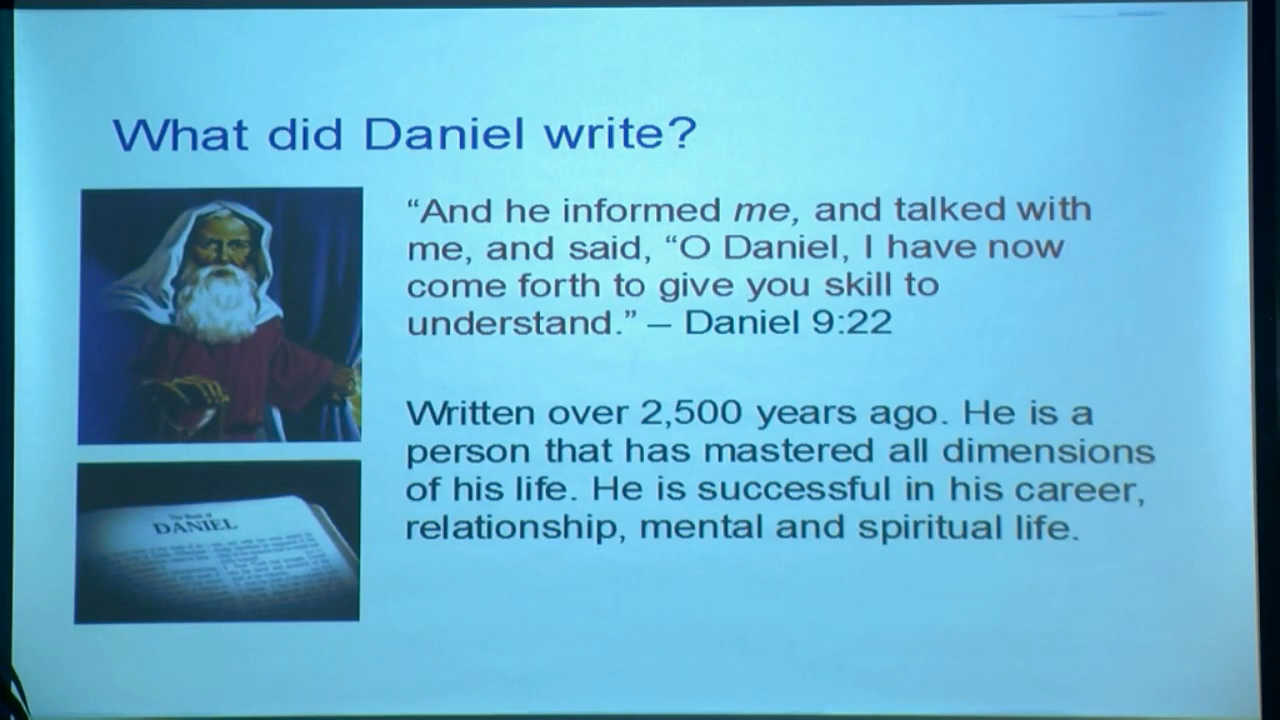 What did Daniel write?
“And he informed me, and talked with
me, and said, “O Daniel, I have now
come forth to give you skill to
understand.” – Daniel 9:22
Written over 2,500 years ago. He is a
person that has mastered all dimensions
of his life. He is successful in his career,
relationship, mental and spiritual life.
The Book of
DANIEL